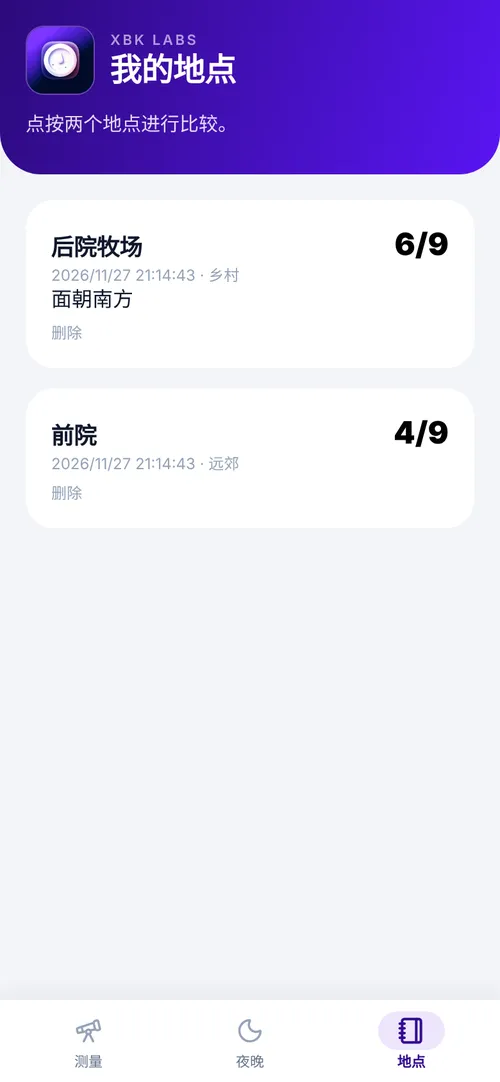 XBK LABS
我的地点
点按两个地点进行比较。
后院牧场
6/9
2026/11/27 21:14:43 · 乡村
面朝南方
删除
前院
4/9
2026/11/27 21:14:43 · 远郊
删除
测量
夜晚
地点